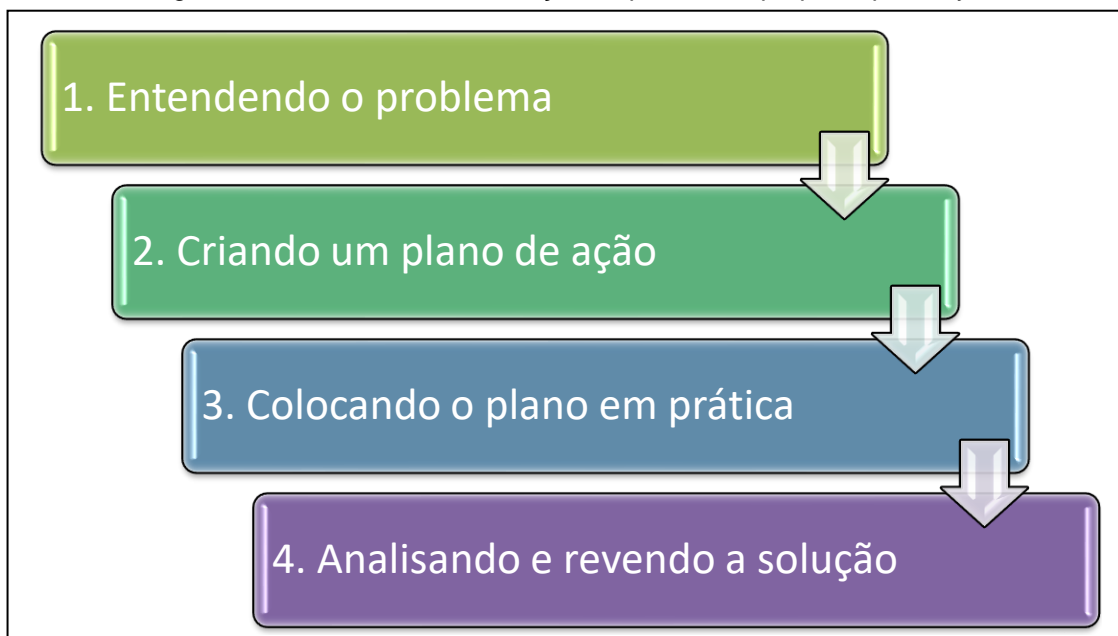 1. Entendendo o problema
2. Criando um plano de ação
3. Colocando o plano em prática
4. Analisando e revendo a solução